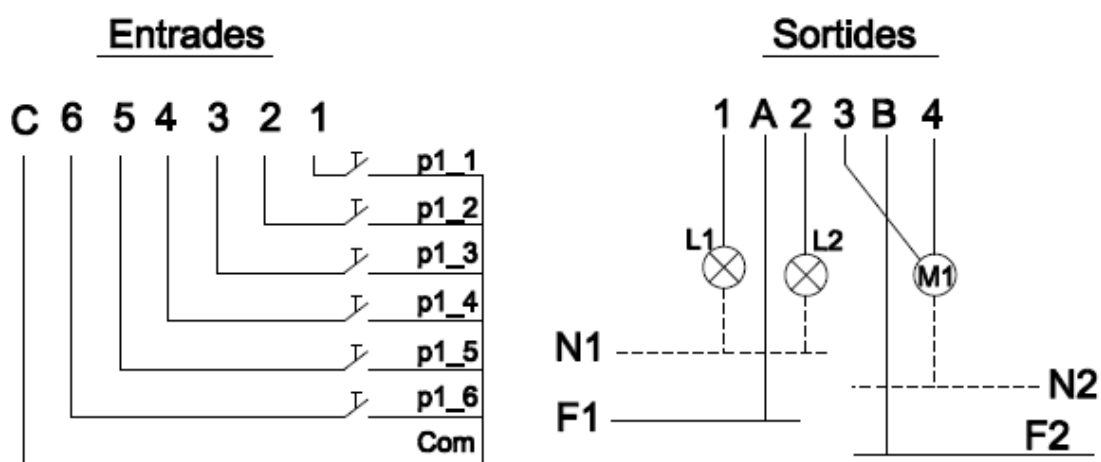 Entrades
C 6 5 4 3 2 1
p1_1
p1_2
p1_3
p1_4
p1_5
p1_6
Com
Sortides
1 A 2 3 B 4
L1 L2
M1
N1
N2
F1
F2